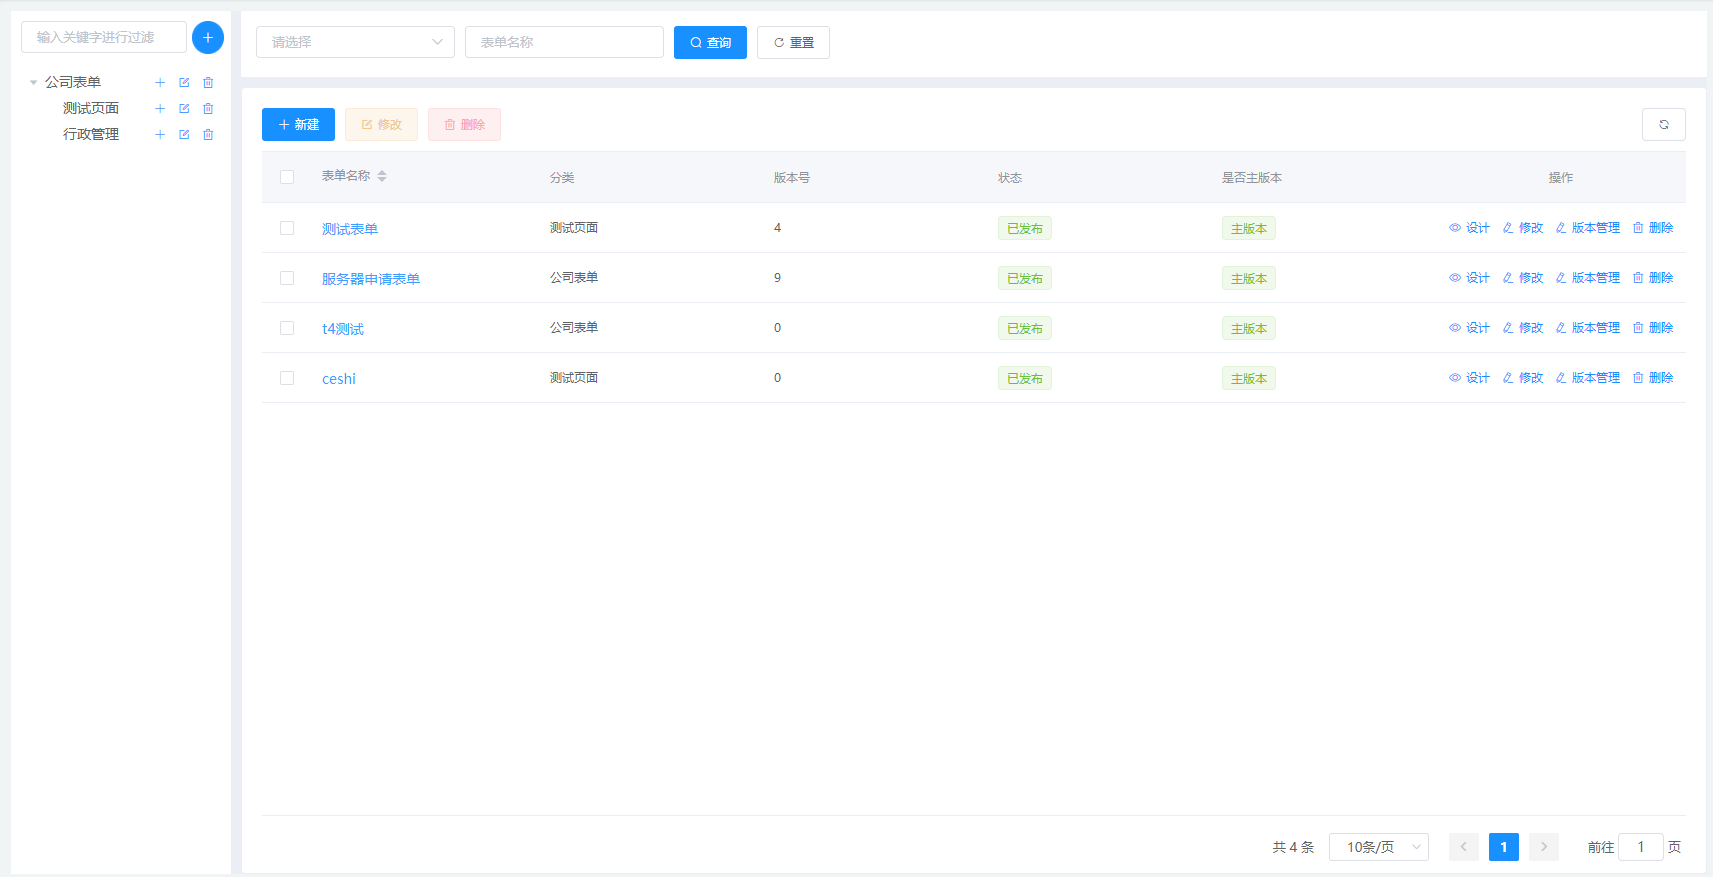 输入关键字进行过滤
公司表单
测试页面
行政管理
请选择 表单名称 查询 重置
新建 修改 删除
表单名称 分类 版本号 状态 是否主版本 操作
测试表单 测试页面 4 已发布 主版本 设计 修改 版本管理 删除
服务器申请表单 公司表单 9 已发布 主版本 设计 修改 版本管理 删除
t4测试 公司表单 0 已发布 主版本 设计 修改 版本管理 删除
ceshi 测试页面 0 已发布 主版本 设计 修改 版本管理 删除
共 4 条 10条/页 1 前往 1 页